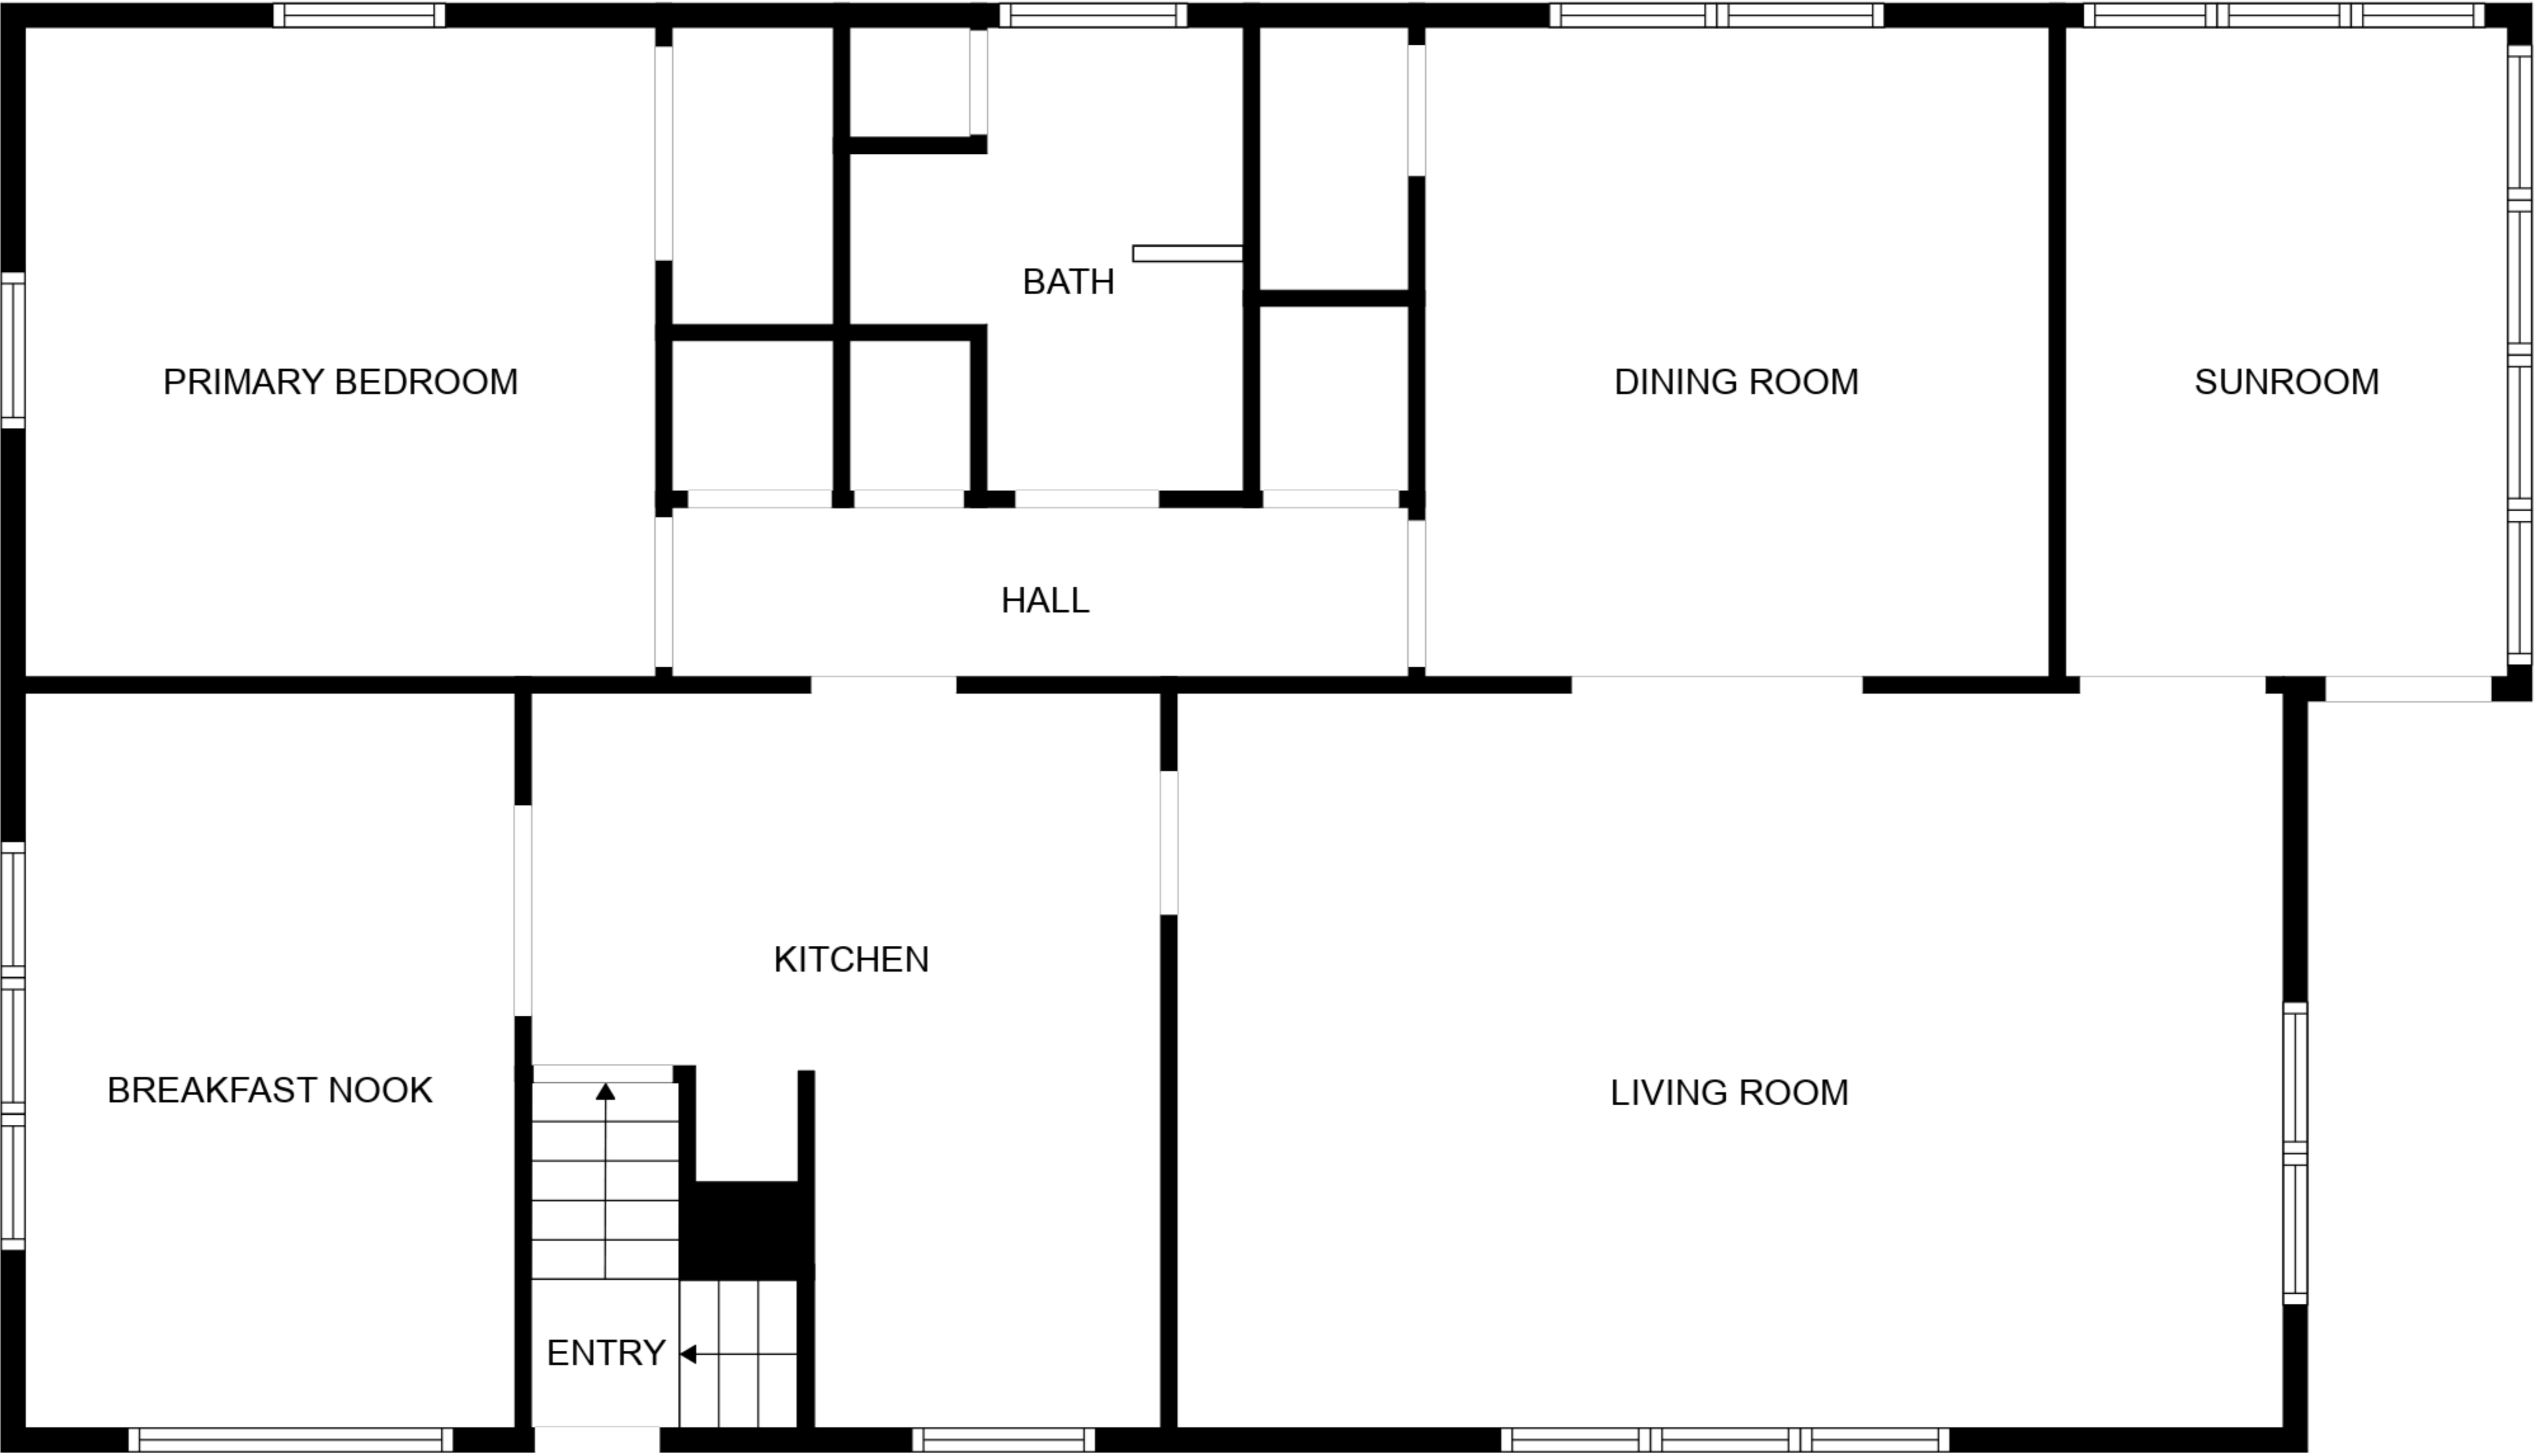 BATH
PRIMARY BEDROOM
DINING ROOM
SUNROOM
HALL
KITCHEN
BREAKFAST NOOK
LIVING ROOM
ENTRY